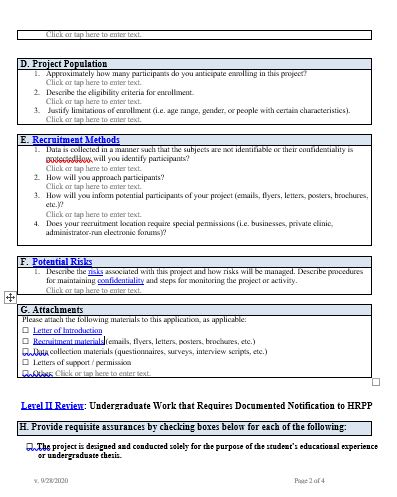 Click or tap here to enter text.
D. Project Population
1. Approximately how many participants do you anticipate enrolling in this project?
Click or tap here to enter text.
2. Describe the eligibility criteria for enrollment.
Click or tap here to enter text.
3. Justify limitations of enrollment (i.e. age range, gender, or people with certain characteristics).
Click or tap here to enter text.
E. Recruitment Methods
1. Data is collected in a manner such that the subjects are not identifiable or their confidentiality is
protectedHow will you identify participants?
Click or tap here to enter text.
2. How will you approach participants?
Click or tap here to enter text.
3. How will you inform potential participants of your project (emails, flyers, letters, posters, brochures,
etc.)?
Click or tap here to enter text.
4. Does your recruitment location require special permissions (i.e. businesses, private clinic,
administrator-run electronic forums)?
F. Potential Risks
1. Describe the risks associated with this project and how risks will be managed. Describe procedures
for maintaining confidentiality and steps for monitoring the project or activity.
Click or tap here to enter text.
G. Attachments
Please attach the following materials to this application, as applicable:
☐ Letter of Introduction
☐ Recruitment materials (emails, flyers, letters, posters, brochures, etc.)
☐ Data collection materials (questionnaires, surveys, interview scripts, etc.)
☐ Letters of support / permission
☐ Other: Click or tap here to enter text.
Level II Review: Undergraduate Work that Requires Documented Notification to HRPP
H. Provide requisite assurances by checking boxes below for each of the following:
☐ The project is designed and conducted solely for the purpose of the student's educational experience
or undergraduate thesis.
v. 9/28/2020 Page 2 of 4